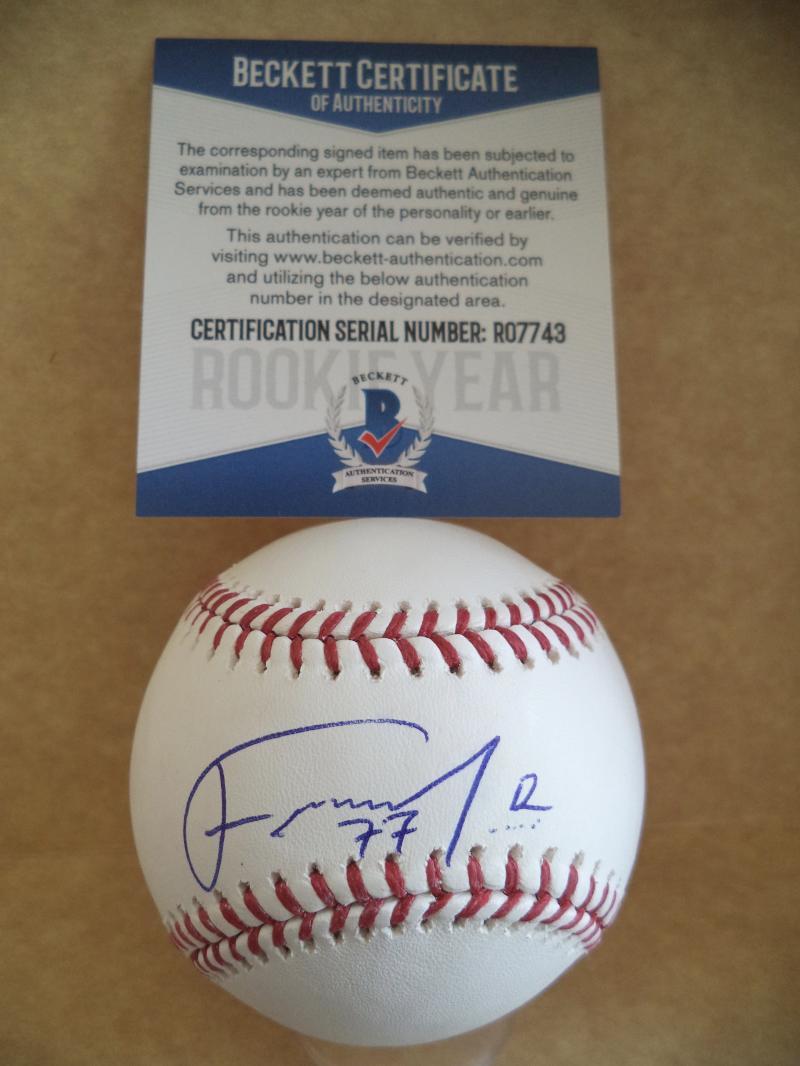 BECKETT CERTIFICATE
OF AUTHENTICITY
The corresponding signed item has been subjected to
examination by an expert from Beckett Authentication
Services and has been deemed authentic and genuine
from the rookie year of the personality or earlier.
This authentication can be verified by
visiting www.beckett-authentication.com
and utilizing the below authentication
number in the designated area.
CERTIFICATION SERIAL NUMBER: R07743
ROOKIE YEAR
BECKETT
B
AUTHENTICATION
SERVICES
77